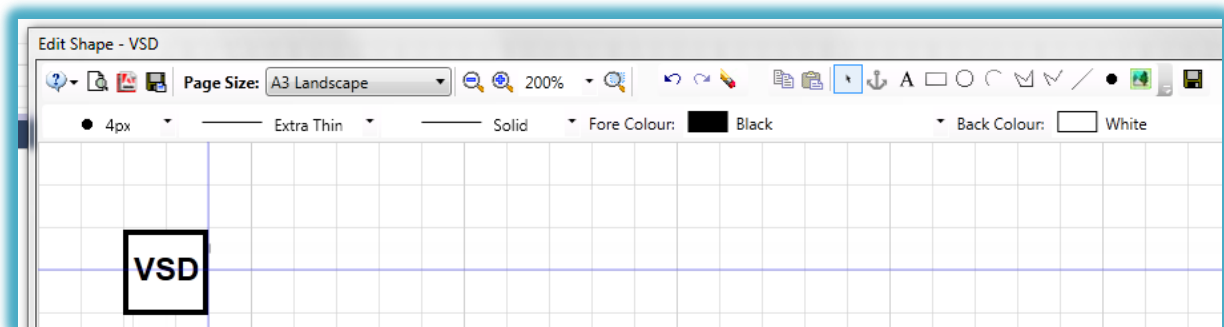 Edit Shape - VSD
Page Size: A3 Landscape 200% A
4px Extra Thin Solid Fore Colour: Black Back Colour: White
VSD